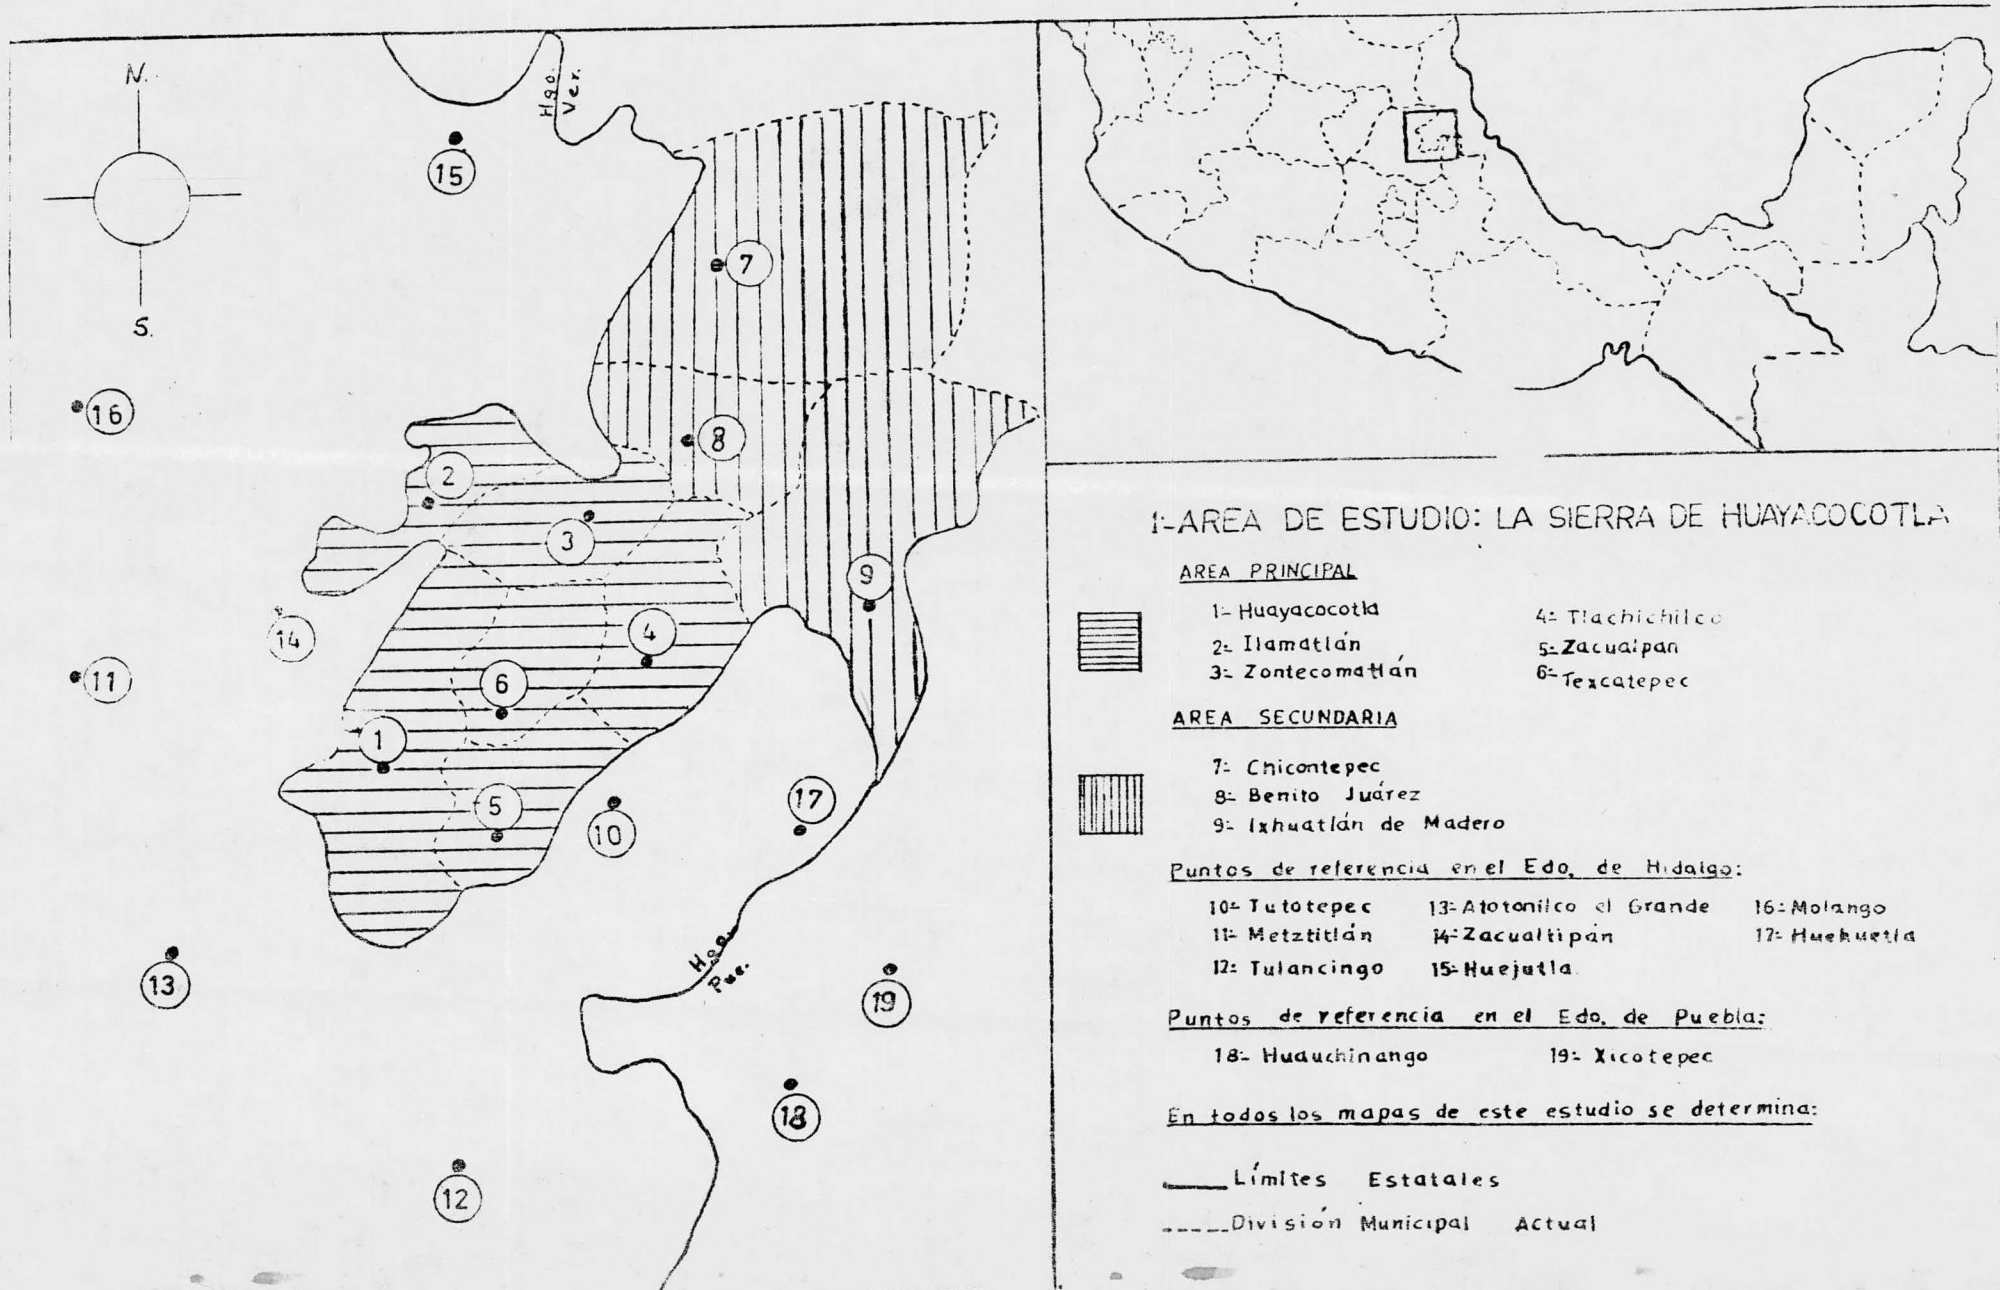 N.
S.
Hgo.
Ver.
15
7
16
8
2
3
9
14
4
11
6
1
5
10
17
Hgo.
Pue.
13
19
18
12
1-AREA DE ESTUDIO: LA SIERRA DE HUAYACOCOTLA
AREA PRINCIPAL
1- Huayacocotla 4- Tlachichilco
2- Ilamatlán 5- Zacualpan
3- Zontecomatlán 6- Texcatepec
AREA SECUNDARIA
7- Chicontepec
8- Benito Juárez
9- Ixhuatlán de Madero
Puntos de referencia en el Edo. de Hidalgo:
10- Tutotepec 13- Atotonilco el Grande 16- Molango
11- Metztitlán 14- Zacualtipán 17- Huehuetla
12- Tulancingo 15- Huejutla.
Puntos de referencia en el Edo. de Puebla:
18- Huauchinango 19- Xicotepec
En todos los mapas de este estudio se determina:
Límites Estatales
División Municipal Actual